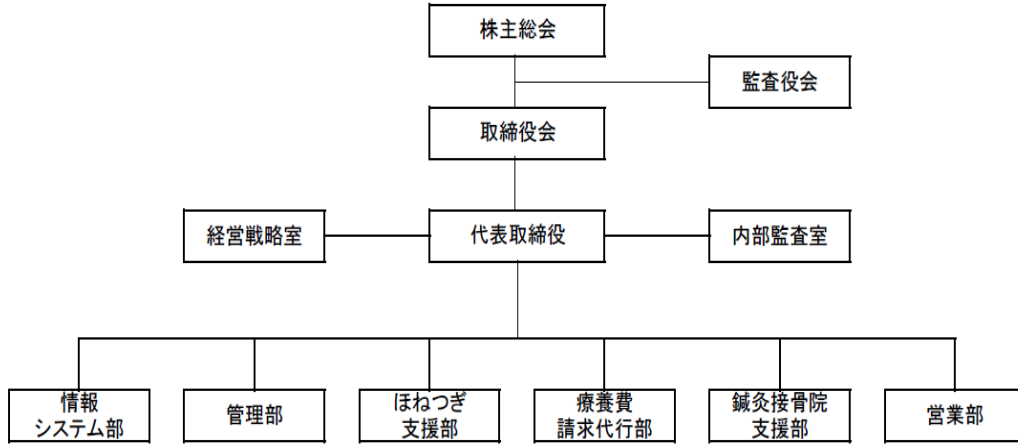 株主総会
監査役会
取締役会
経営戦略室
代表取締役
内部監査室
情報
システム部
管理部
ほねつぎ
支援部
療養費
請求代行部
鍼灸接骨院
支援部
営業部